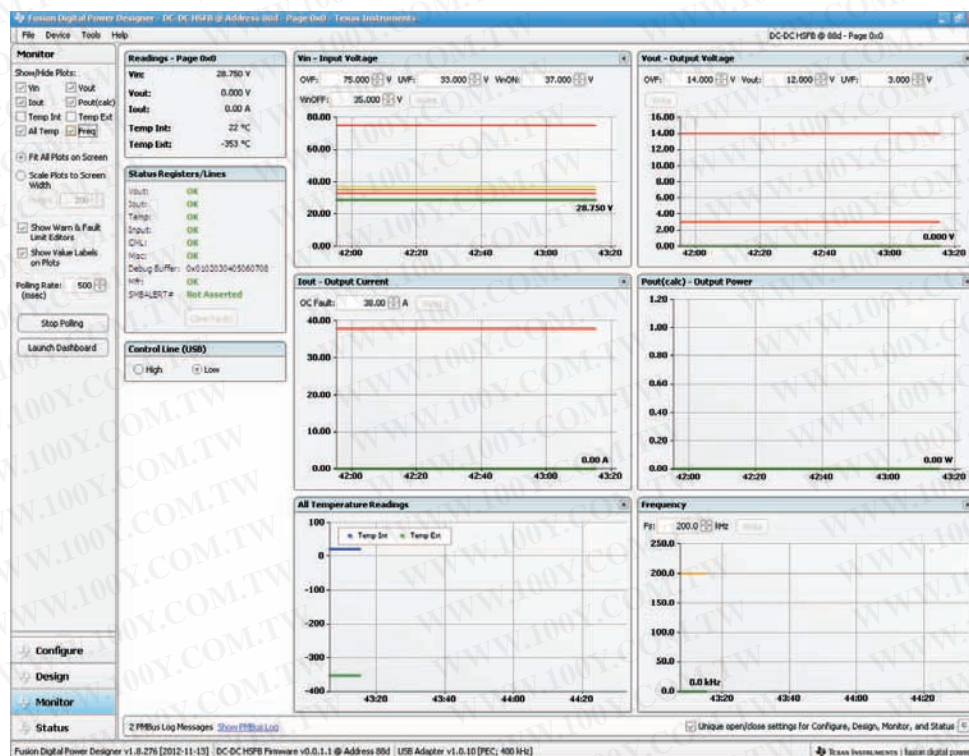 Fusion Digital Power Designer - DC-DC HSFB @ Address 88d - Page 0x0 - Texas Instruments
File Device Tools Help
DC-DC HSFB @ 88d - Page 0x0
Monitor
Show/Hide Plots:
Vin Vout
Iout Pout(calc)
Temp Int Temp Ext
All Temp Freq
Fit All Plots on Screen
Scale Plots to Screen
Width
200
Show Warn & Fault
Limit Editors
Show Value Labels
on Plots
Polling Rate: 500
(msec)
Stop Polling
Launch Dashboard
Configure
Design
Monitor
Status
Readings - Page 0x0
Vin: 28.750 V
Vout: 0.000 V
Iout: 0.00 A
Temp Int: 22 °C
Temp Ext: -353 °C
Status Registers/Lines
Vout: OK
Iout: OK
Temp: OK
Input: OK
CML: OK
Misc: OK
Debug Buffer: 0x0102030405060708
Mfr: OK
SMBALERT# Not Asserted
Clear Faults
Control Line (USB)
High Low
Vin - Input Voltage
OVF: 75.000 V UVF: 33.000 V VinON: 37.000 V
VinOFF: 35.000 V Write
80.00
60.00
40.00
20.00
0.00
28.750 V
42:00 42:20 42:40 43:00 43:20
Vout - Output Voltage
OVF: 14.000 V Vout: 12.000 V UVF: 3.000 V
Write
16.00
14.00
12.00
10.00
8.00
6.00
4.00
2.00
0.00
0.000 V
42:00 42:20 42:40 43:00 43:20
Iout - Output Current
OC Fault: 38.00 A Write
40.00
30.00
20.00
10.00
0.00
0.00 A
42:00 42:20 42:40 43:00 43:20
Pout(calc) - Output Power
1.20
1.00
0.80
0.60
0.40
0.20
0.00
0.00 W
42:00 42:20 42:40 43:00 43:20
All Temperature Readings
Temp Int Temp Ext
100
0
-100
-200
-300
-400
43:20 43:40 44:00 44:20
Frequency
Fs: 200.0 kHz Write
250.0
200.0
150.0
100.0
50.0
0.0
0.0 kHz
43:20 43:40 44:00 44:20
2 PMBus Log Messages Show PMBus Log
Unique open/close settings for Configure, Design, Monitor, and Status
Fusion Digital Power Designer v1.8.276 [2012-11-13] DC-DC HSFB Firmware v0.0.1.1 @ Address 88d USB Adapter v1.0.10 [PEC; 400 kHz]
TEXAS INSTRUMENTS | fusion digital power
WWW.100Y.COM.TW